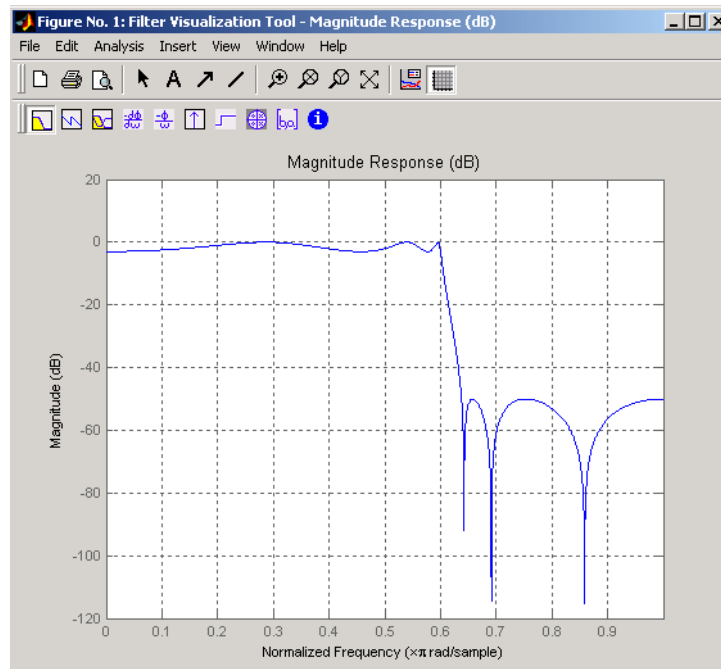 Figure No. 1: Filter Visualization Tool - Magnitude Response (dB)
File Edit Analysis Insert View Window Help
A
[b,a]
i
Magnitude Response (dB)
20
0
-20
-40
-60
-80
-100
-120
Magnitude (dB)
0 0.1 0.2 0.3 0.4 0.5 0.6 0.7 0.8 0.9
Normalized Frequency (×π rad/sample)